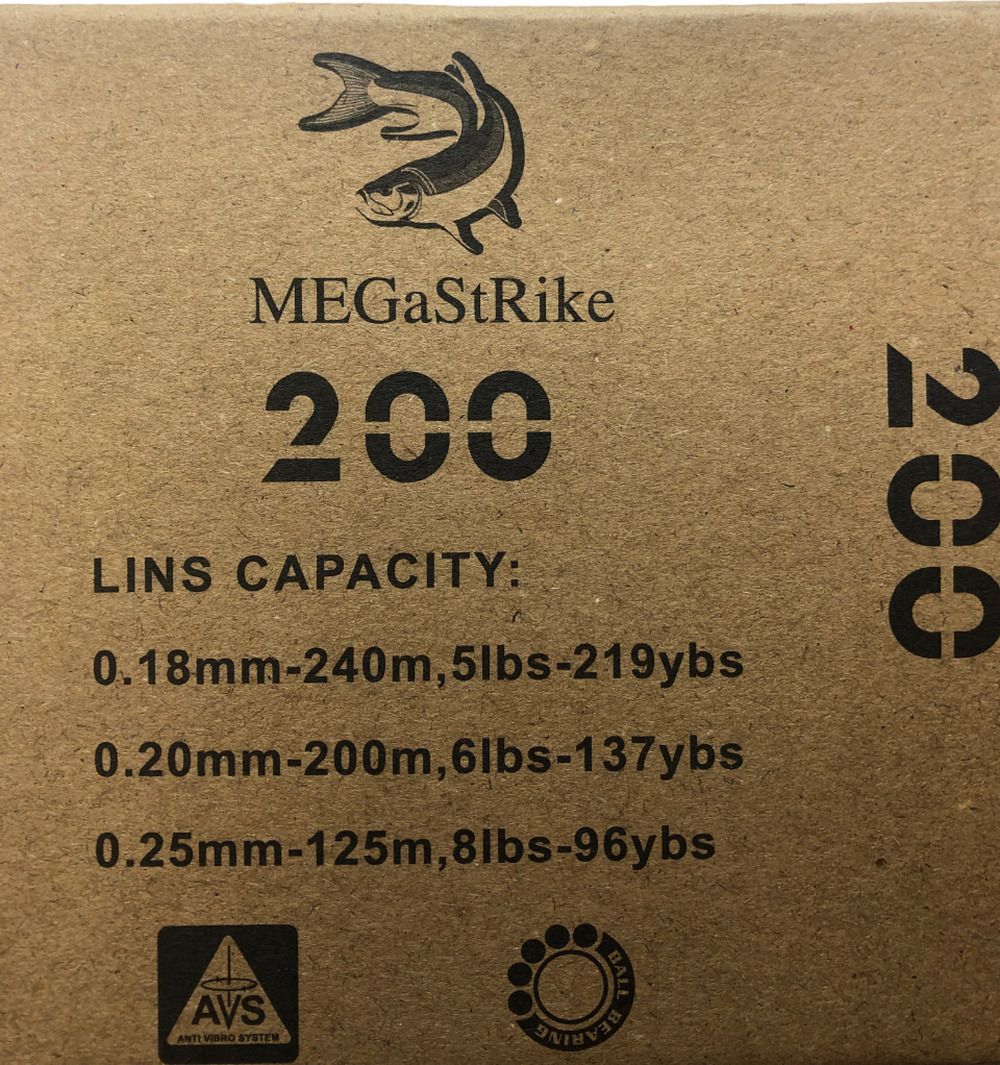 MEGaStRike
200
200
LINS CAPACITY:
0.18mm-240m,5lbs-219ybs
0.20mm-200m,6lbs-137ybs
0.25mm-125m,8lbs-96ybs
AVS
ANTI VIBRO SYSTEM
BALL BEARING